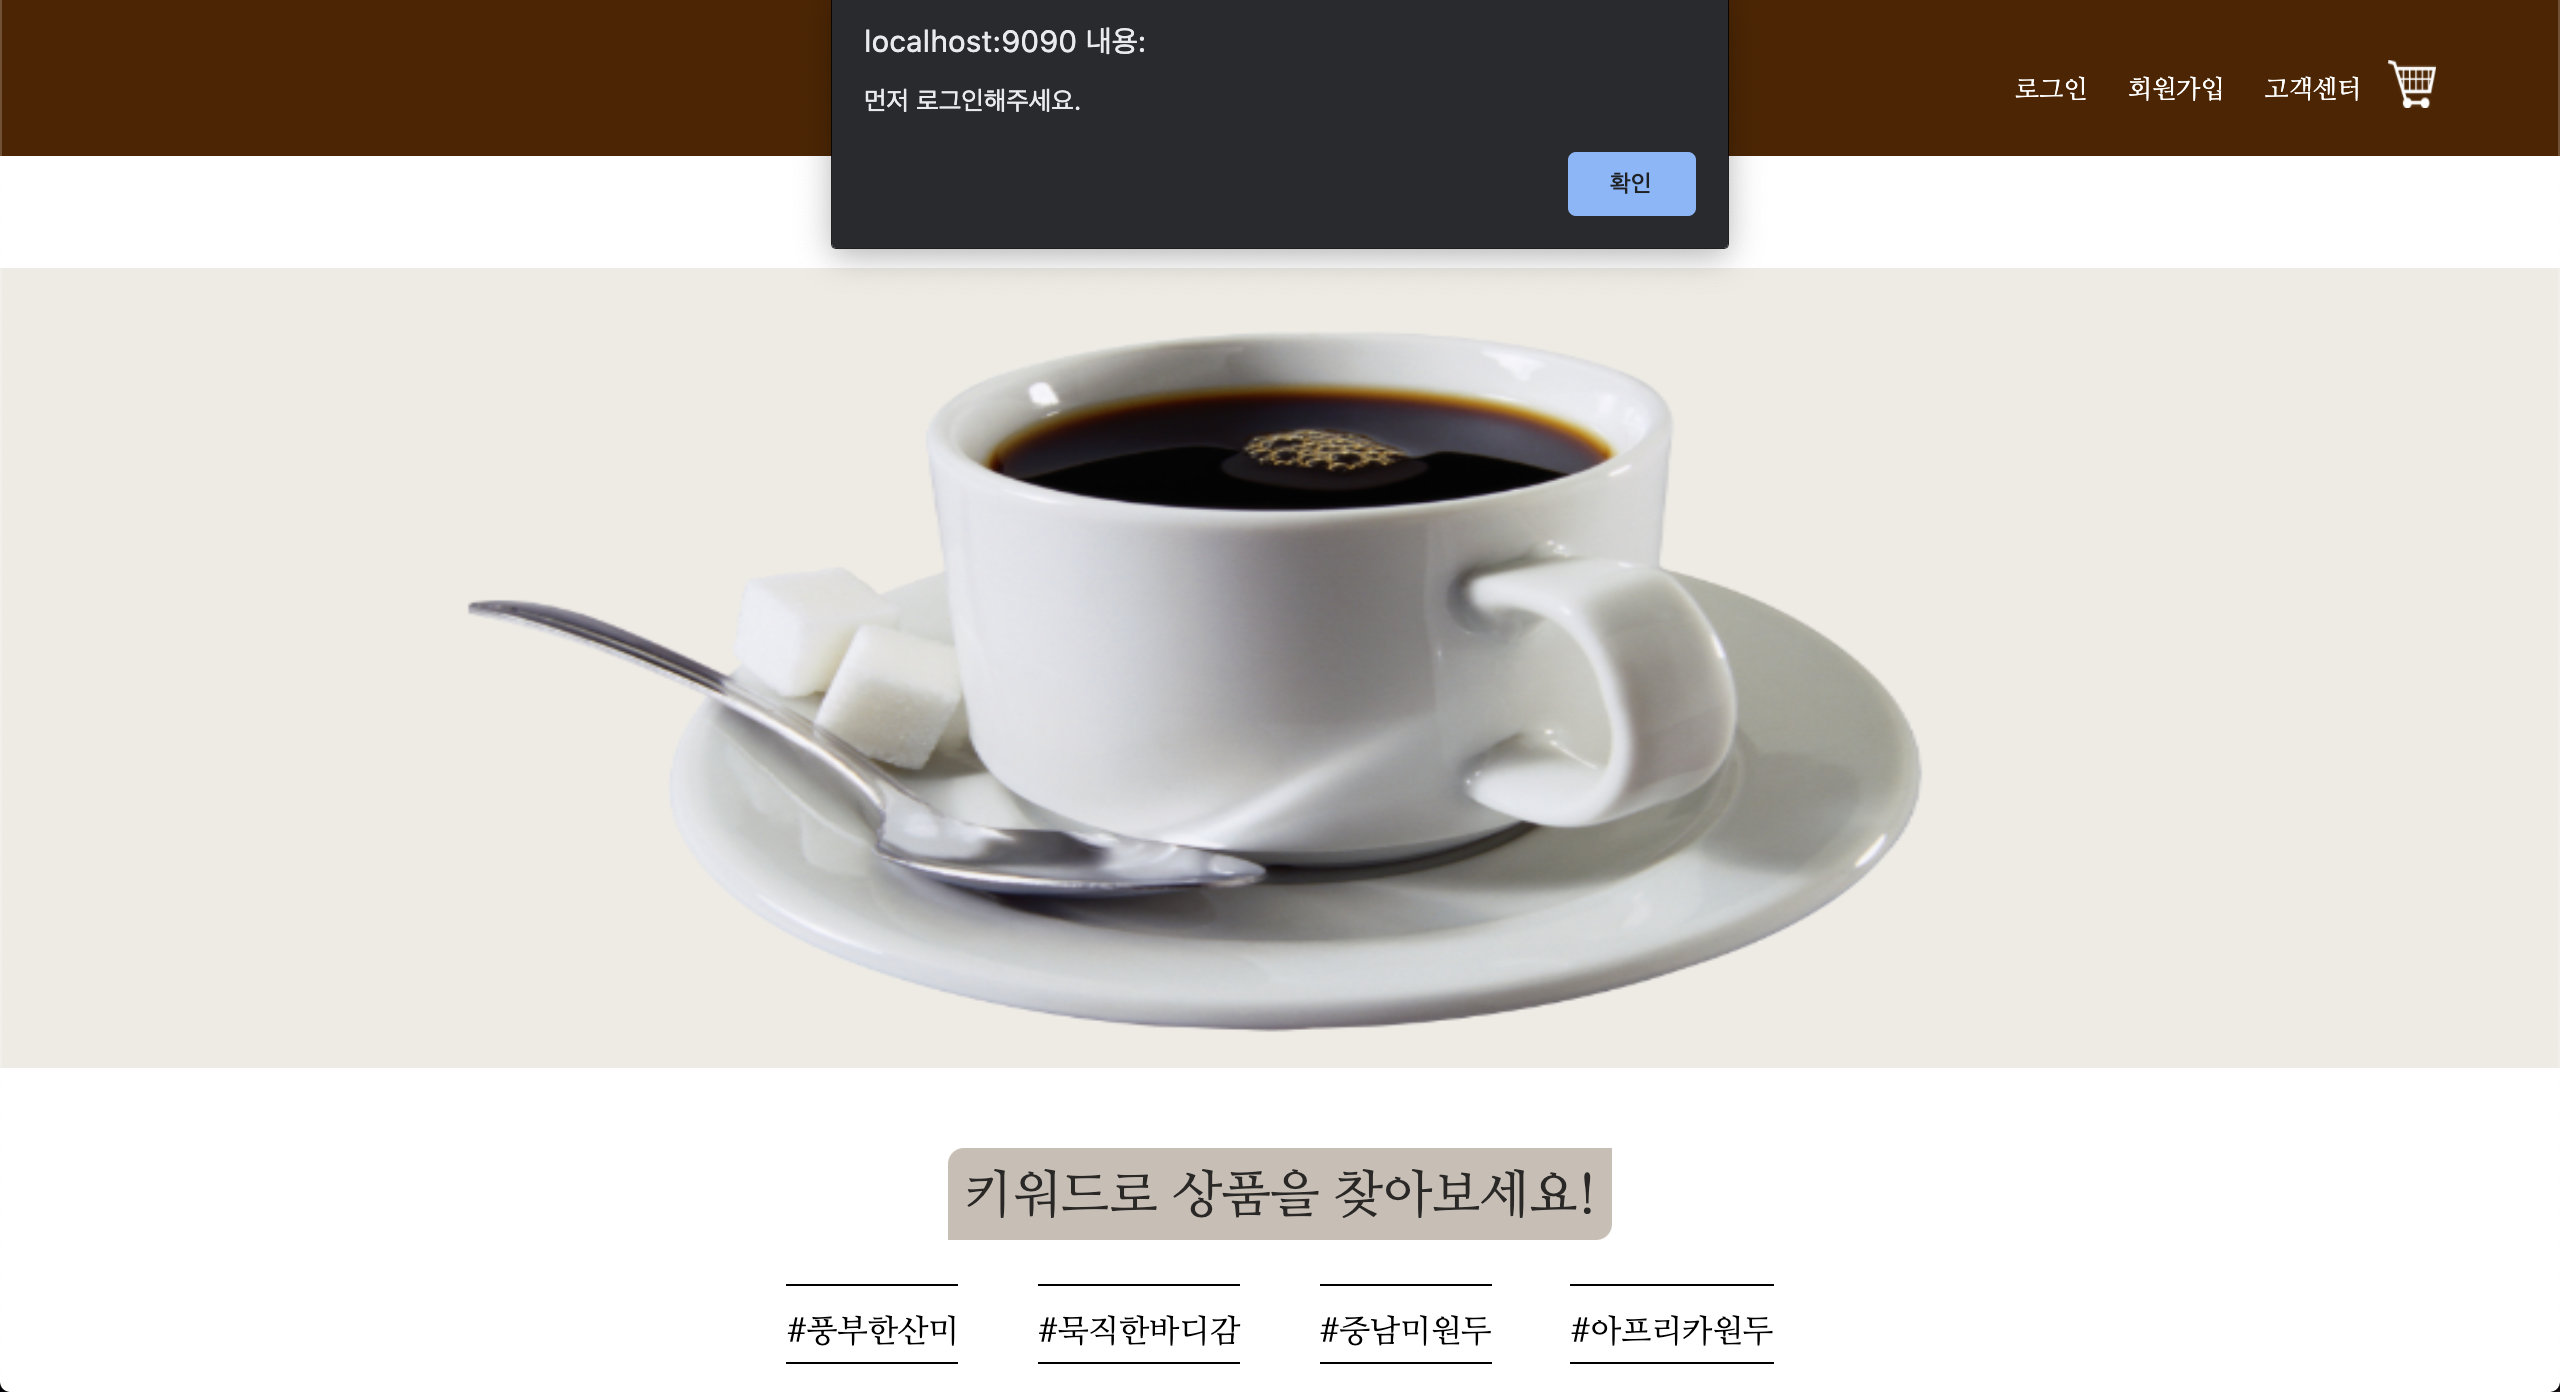 localhost:9090 내용:
먼저 로그인해주세요.
확인
로그인 회원가입 고객센터
키워드로 상품을 찾아보세요!
#풍부한산미 #묵직한바디감 #중남미원두 #아프리카원두